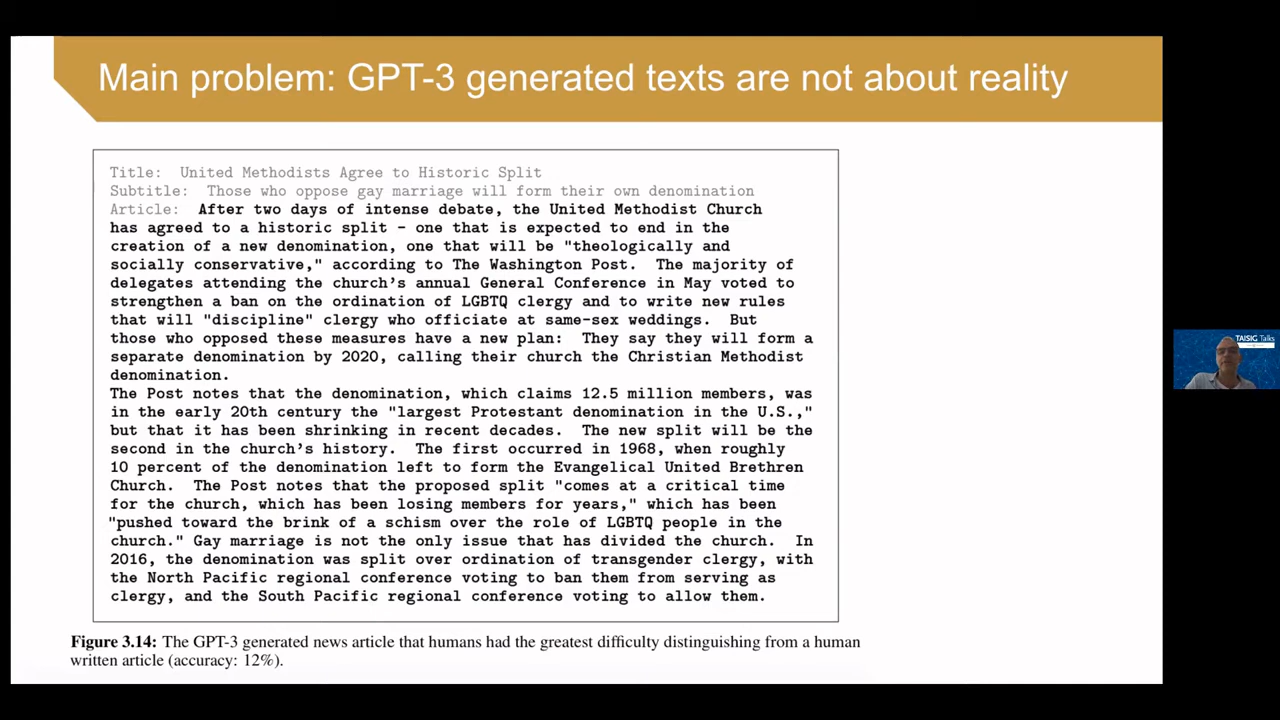 Main problem: GPT-3 generated texts are not about reality
Title: United Methodists Agree to Historic Split
Subtitle: Those who oppose gay marriage will form their own denomination
Article: After two days of intense debate, the United Methodist Church
has agreed to a historic split - one that is expected to end in the
creation of a new denomination, one that will be "theologically and
socially conservative," according to The Washington Post. The majority of
delegates attending the church's annual General Conference in May voted to
strengthen a ban on the ordination of LGBTQ clergy and to write new rules
that will "discipline" clergy who officiate at same-sex weddings. But
those who opposed these measures have a new plan: They say they will form a
separate denomination by 2020, calling their church the Christian Methodist
denomination.
The Post notes that the denomination, which claims 12.5 million members, was
in the early 20th century the "largest Protestant denomination in the U.S.,"
but that it has been shrinking in recent decades. The new split will be the
second in the church's history. The first occurred in 1968, when roughly
10 percent of the denomination left to form the Evangelical United Brethren
Church. The Post notes that the proposed split "comes at a critical time
for the church, which has been losing members for years," which has been
"pushed toward the brink of a schism over the role of LGBTQ people in the
church." Gay marriage is not the only issue that has divided the church. In
2016, the denomination was split over ordination of transgender clergy, with
the North Pacific regional conference voting to ban them from serving as
clergy, and the South Pacific regional conference voting to allow them.
Figure 3.14: The GPT-3 generated news article that humans had the greatest difficulty distinguishing from a human
written article (accuracy: 12%).
TAISIG Talks